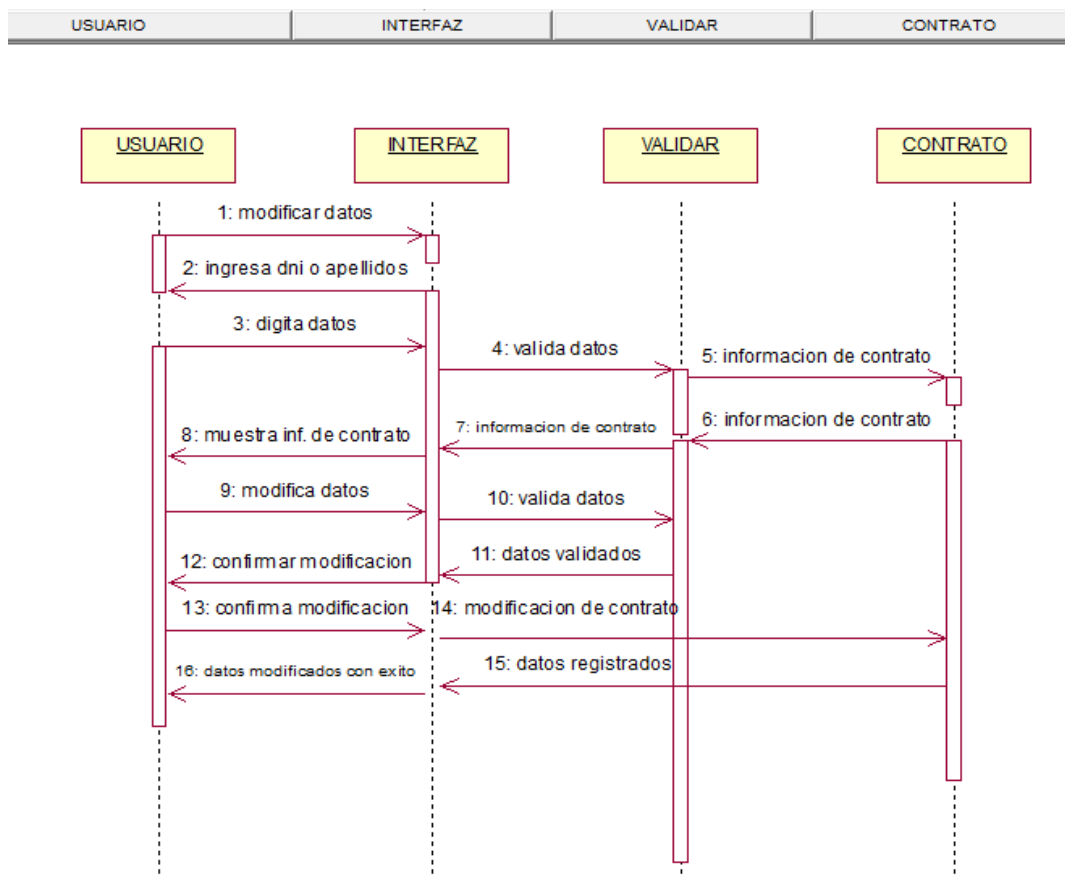 USUARIO INTERFAZ VALIDAR CONTRATO
USUARIO INTERFAZ VALIDAR CONTRATO
1: modificar datos
2: ingresa dni o apellidos
3: digita datos
4: valida datos
5: informacion de contrato
6: informacion de contrato
7: informacion de contrato
8: muestra inf. de contrato
9: modifica datos
10: valida datos
11: datos validados
12: confirmar modificacion
13: confirma modificacion
14: modificacion de contrato
15: datos registrados
16: datos modificados con exito